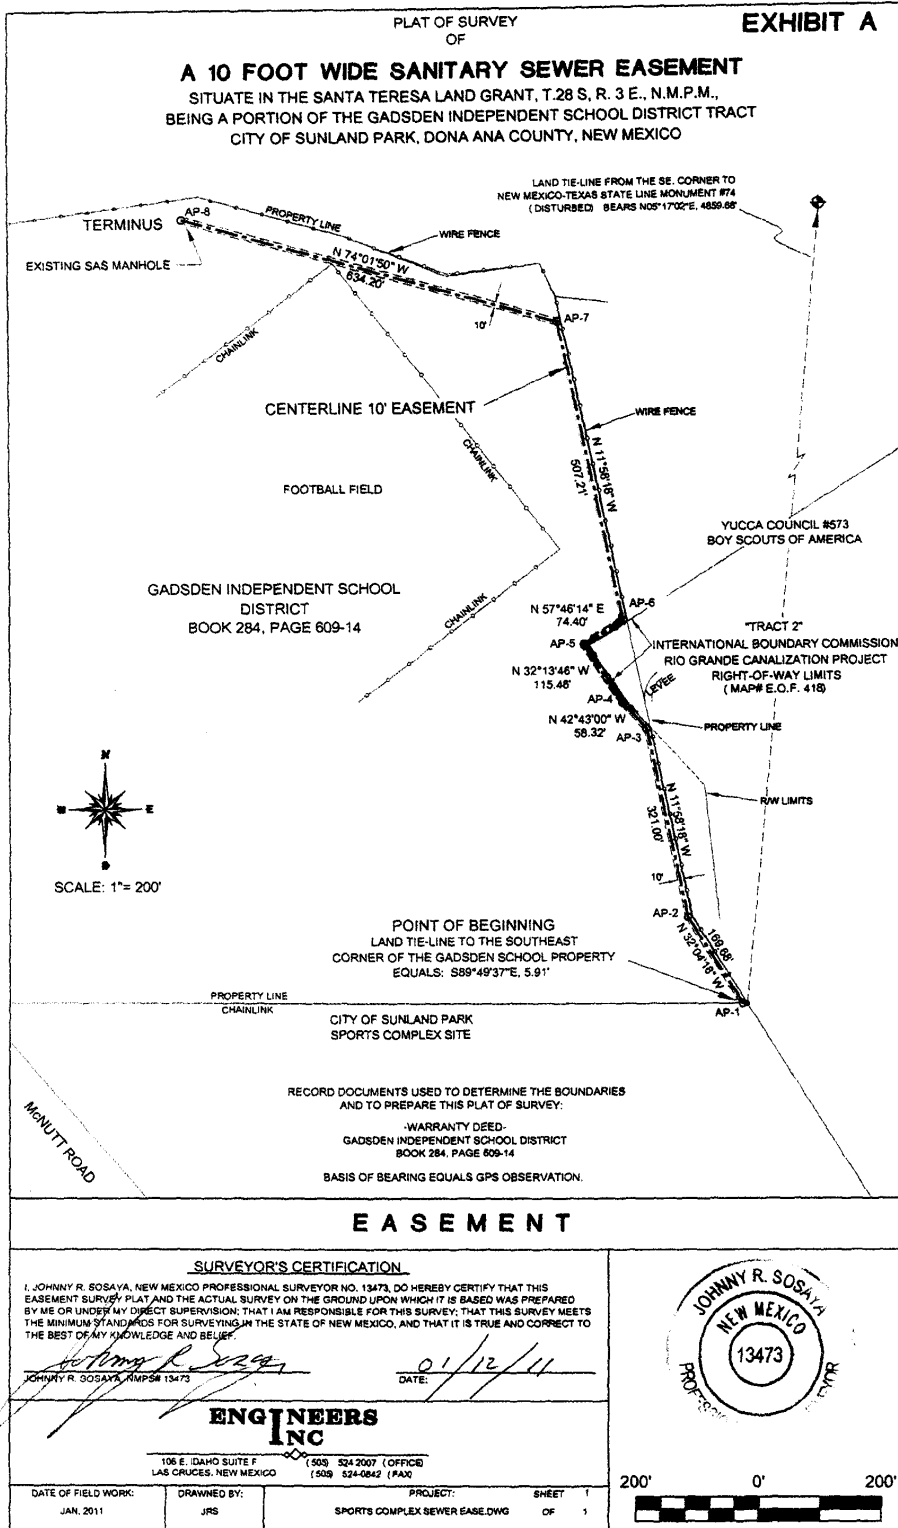 PLAT OF SURVEY
OF
EXHIBIT A
A 10 FOOT WIDE SANITARY SEWER EASEMENT
SITUATE IN THE SANTA TERESA LAND GRANT, T.28 S, R. 3 E., N.M.P.M.,
BEING A PORTION OF THE GADSDEN INDEPENDENT SCHOOL DISTRICT TRACT
CITY OF SUNLAND PARK, DONA ANA COUNTY, NEW MEXICO
LAND TIE-LINE FROM THE SE. CORNER TO
NEW MEXICO-TEXAS STATE LINE MONUMENT #74
(DISTURBED) BEARS N05°17'02"E, 4859.68'
AP-8
TERMINUS
PROPERTY LINE
WIRE FENCE
EXISTING SAS MANHOLE
N 74°01'50" W
634.20'
10'
AP-7
CHAINLINK
CENTERLINE 10' EASEMENT
WIRE FENCE
N 11°58'18" W
507.21'
CHAINLINK
FOOTBALL FIELD
YUCCA COUNCIL #573
BOY SCOUTS OF AMERICA
GADSDEN INDEPENDENT SCHOOL
DISTRICT
BOOK 284, PAGE 609-14
CHAINLINK
N 57°46'14" E
74.40'
AP-6
AP-5
"TRACT 2"
INTERNATIONAL BOUNDARY COMMISSION
RIO GRANDE CANALIZATION PROJECT
RIGHT-OF-WAY LIMITS
(MAP# E.O.F. 418)
N 32°13'46" W
115.46'
LEVEE
AP-4
N 42°43'00" W
58.32'
AP-3
PROPERTY LINE
N
W
E
S
R/W LIMITS
N 11°58'18" W
321.00'
SCALE: 1"= 200'
10'
AP-2
POINT OF BEGINNING
LAND TIE-LINE TO THE SOUTHEAST
CORNER OF THE GADSDEN SCHOOL PROPERTY
EQUALS: S89°49'37"E, 5.91'
169.68'
N 32°04'16" W
PROPERTY LINE
CHAINLINK
AP-1
CITY OF SUNLAND PARK
SPORTS COMPLEX SITE
McNUTT ROAD
RECORD DOCUMENTS USED TO DETERMINE THE BOUNDARIES
AND TO PREPARE THIS PLAT OF SURVEY:
-WARRANTY DEED-
GADSDEN INDEPENDENT SCHOOL DISTRICT
BOOK 284, PAGE 609-14
BASIS OF BEARING EQUALS GPS OBSERVATION.
EASEMENT
SURVEYOR'S CERTIFICATION
I, JOHNNY R. SOSAYA, NEW MEXICO PROFESSIONAL SURVEYOR NO. 13473, DO HEREBY CERTIFY THAT THIS
EASEMENT SURVEY PLAT AND THE ACTUAL SURVEY ON THE GROUND UPON WHICH IT IS BASED WAS PREPARED
BY ME OR UNDER MY DIRECT SUPERVISION; THAT I AM RESPONSIBLE FOR THIS SURVEY; THAT THIS SURVEY MEETS
THE MINIMUM STANDARDS FOR SURVEYING IN THE STATE OF NEW MEXICO, AND THAT IT IS TRUE AND CORRECT TO
THE BEST OF MY KNOWLEDGE AND BELIEF.
01/12/11
JOHNNY R. SOSAYA, NMPS# 13473
DATE:
JOHNNY R. SOSAYA
NEW MEXICO
13473
ENGINEERS
INC
106 E. IDAHO SUITE F
LAS CRUCES, NEW MEXICO
(505) 524 2007 (OFFICE)
(505) 524-0642 (FAX)
DATE OF FIELD WORK:
JAN. 2011
DRAWNED BY:
JRS
PROJECT:
SPORTS COMPLEX SEWER EASE.DWG
SHEET 1
OF 1
200' 0' 200'